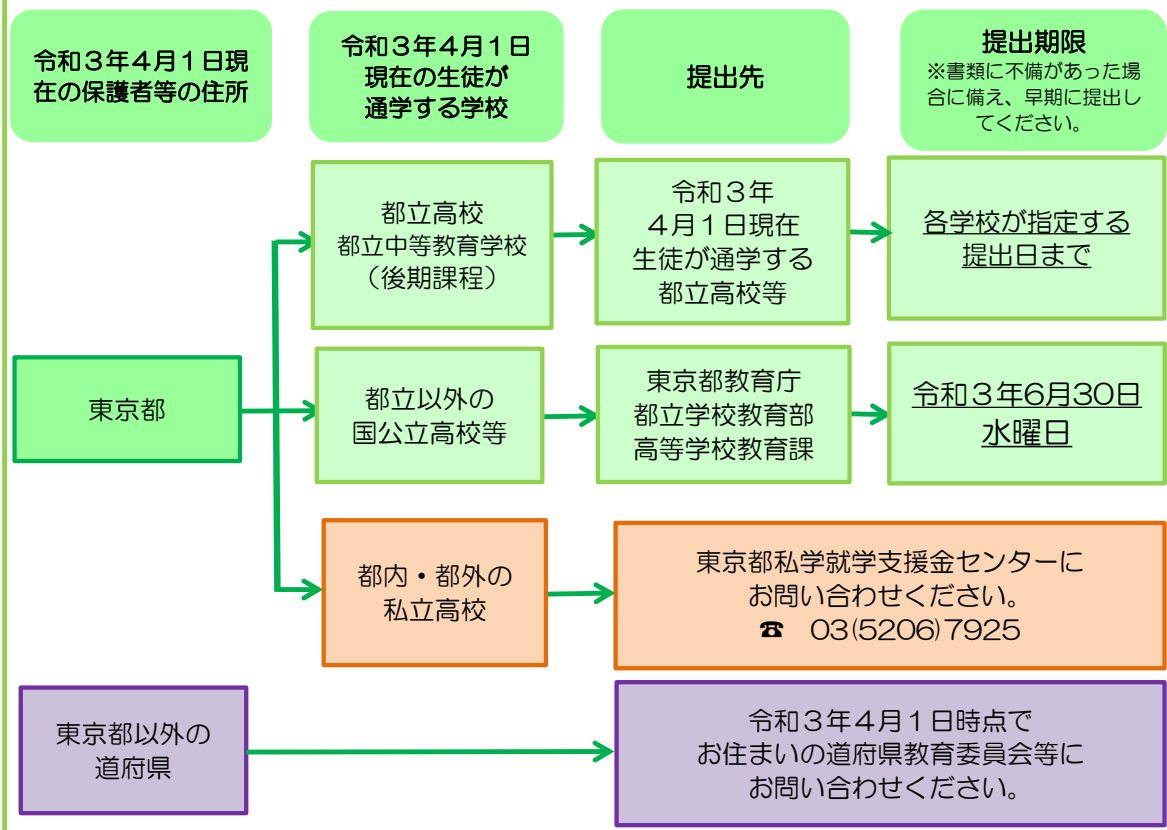 令和３年４月１日現
在の保護者等の住所
令和３年４月１日
現在の生徒が
通学する学校
提出先
提出期限
※書類に不備があった場
合に備え、早期に提出し
てください。
都立高校
都立中等教育学校
（後期課程）
令和３年
４月１日現在
生徒が通学する
都立高校等
各学校が指定する
提出日まで
東京都
都立以外の
国公立高校等
東京都教育庁
都立学校教育部
高等学校教育課
令和３年6月30日
水曜日
都内・都外の
私立高校
東京都私学就学支援金センターに
お問い合わせください。
☎　03(5206)7925
東京都以外の
道府県
令和３年４月１日時点で
お住まいの道府県教育委員会等に
お問い合わせください。